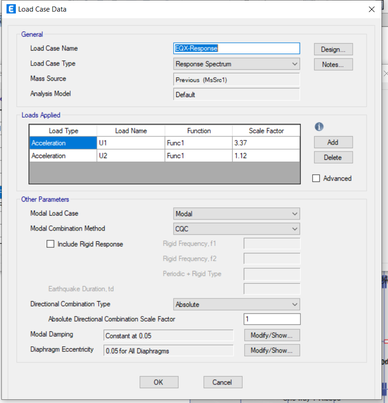 E Load Case Data
General
Load Case Name EQX-Response Design...
Load Case Type Response Spectrum Notes...
Mass Source Previous (MsSrc1)
Analysis Model Default
Loads Applied
Load Type Load Name Function Scale Factor
Acceleration U1 Func1 3.37 Add
Acceleration U2 Func1 1.12 Delete
Advanced
Other Parameters
Modal Load Case Modal
Modal Combination Method CQC
Include Rigid Response Rigid Frequency, f1
Rigid Frequency, f2
Periodic + Rigid Type
Earthquake Duration, td
Directional Combination Type Absolute
Absolute Directional Combination Scale Factor 1
Modal Damping Constant at 0.05 Modify/Show...
Diaphragm Eccentricity 0.05 for All Diaphragms Modify/Show...
OK Cancel